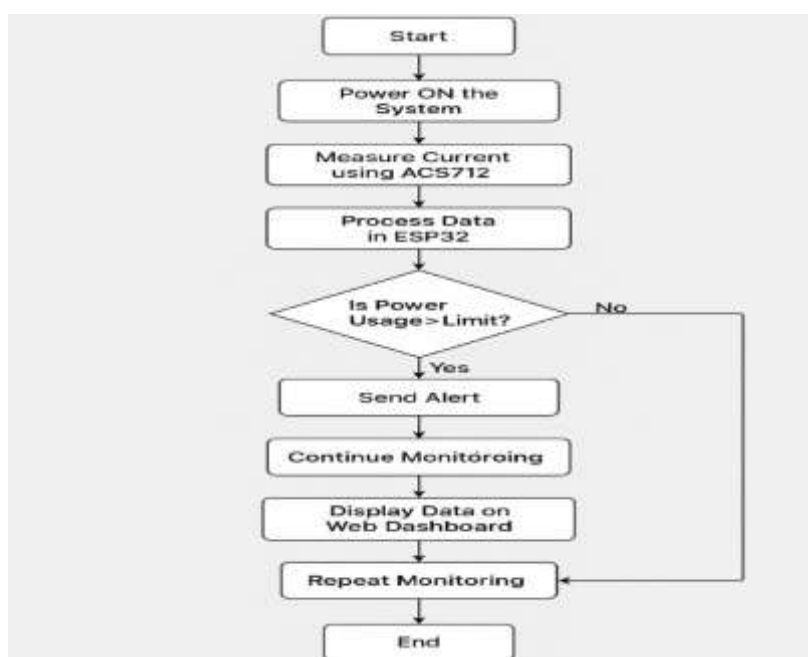 Start
Power ON the
System
Measure Current
using ACS712
Process Data
in ESP32
Is Power
Usage>Limit?
No
Yes
Send Alert
Continue Monitóroing
Display Data on
Web Dashboard
Repeat Monitoring
End